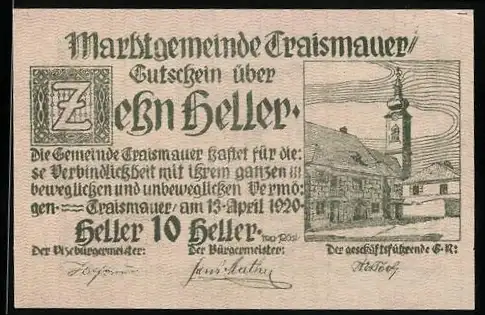 Marktgemeinde Traismauer
Gutschein über
Zehn Heller.
Die Gemeinde Traismauer haftet für die:
se Verbindlichkeit mit ihrem ganzen
beweglichen und unbeweglichen Vermö:
gen. Traismauer am 13. April 1920.
Heller 10 Heller.
Der Vizebürgermeister: Der Bürgermeister: Der geschäftsführende G.R: